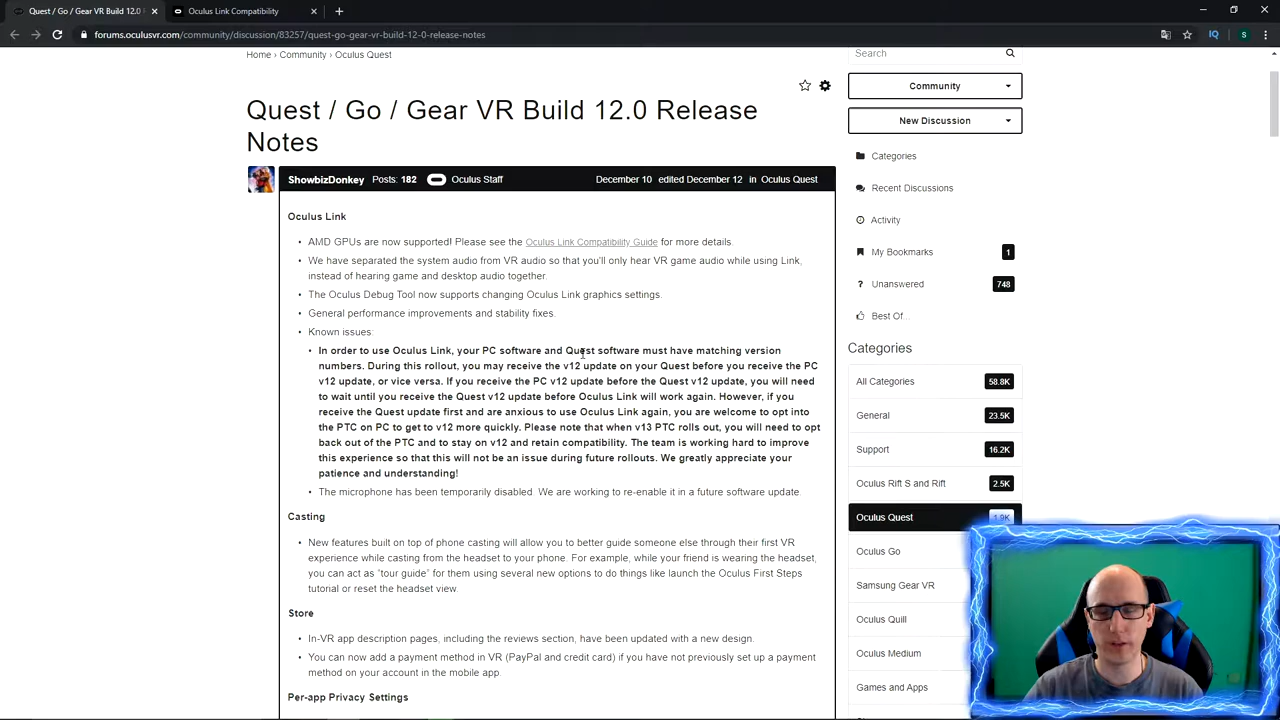 Quest / Go / Gear VR Build 12.0 R
Oculus Link Compatibility
forums.oculusvr.com/community/discussion/83257/quest-go-gear-vr-build-12-0-release-notes
Home › Community › Oculus Quest
Quest / Go / Gear VR Build 12.0 Release
Notes
ShowbizDonkey Posts: 182 Oculus Staff December 10 edited December 12 in Oculus Quest
Oculus Link
• AMD GPUs are now supported! Please see the Oculus Link Compatibility Guide for more details.
• We have separated the system audio from VR audio so that you'll only hear VR game audio while using Link,
instead of hearing game and desktop audio together.
• The Oculus Debug Tool now supports changing Oculus Link graphics settings.
• General performance improvements and stability fixes.
• Known issues:
• In order to use Oculus Link, your PC software and Quest software must have matching version
numbers. During this rollout, you may receive the v12 update on your Quest before you receive the PC
v12 update, or vice versa. If you receive the PC v12 update before the Quest v12 update, you will need
to wait until you receive the Quest v12 update before Oculus Link will work again. However, if you
receive the Quest update first and are anxious to use Oculus Link again, you are welcome to opt into
the PTC on PC to get to v12 more quickly. Please note that when v13 PTC rolls out, you will need to opt
back out of the PTC and to stay on v12 and retain compatibility. The team is working hard to improve
this experience so that this will not be an issue during future rollouts. We greatly appreciate your
patience and understanding!
• The microphone has been temporarily disabled. We are working to re-enable it in a future software update.
Casting
• New features built on top of phone casting will allow you to better guide someone else through their first VR
experience while casting from the headset to your phone. For example, while your friend is wearing the headset,
you can act as "tour guide" for them using several new options to do things like launch the Oculus First Steps
tutorial or reset the headset view.
Store
• In-VR app description pages, including the reviews section, have been updated with a new design.
• You can now add a payment method in VR (PayPal and credit card) if you have not previously set up a payment
method on your account in the mobile app.
Per-app Privacy Settings
Search
Community
New Discussion
Categories
Recent Discussions
Activity
My Bookmarks 1
Unanswered 748
Best Of...
Categories
All Categories 58.8K
General 23.5K
Support 16.2K
Oculus Rift S and Rift 2.5K
Oculus Quest 1.9K
Oculus Go
Samsung Gear VR
Oculus Quill
Oculus Medium
Games and Apps